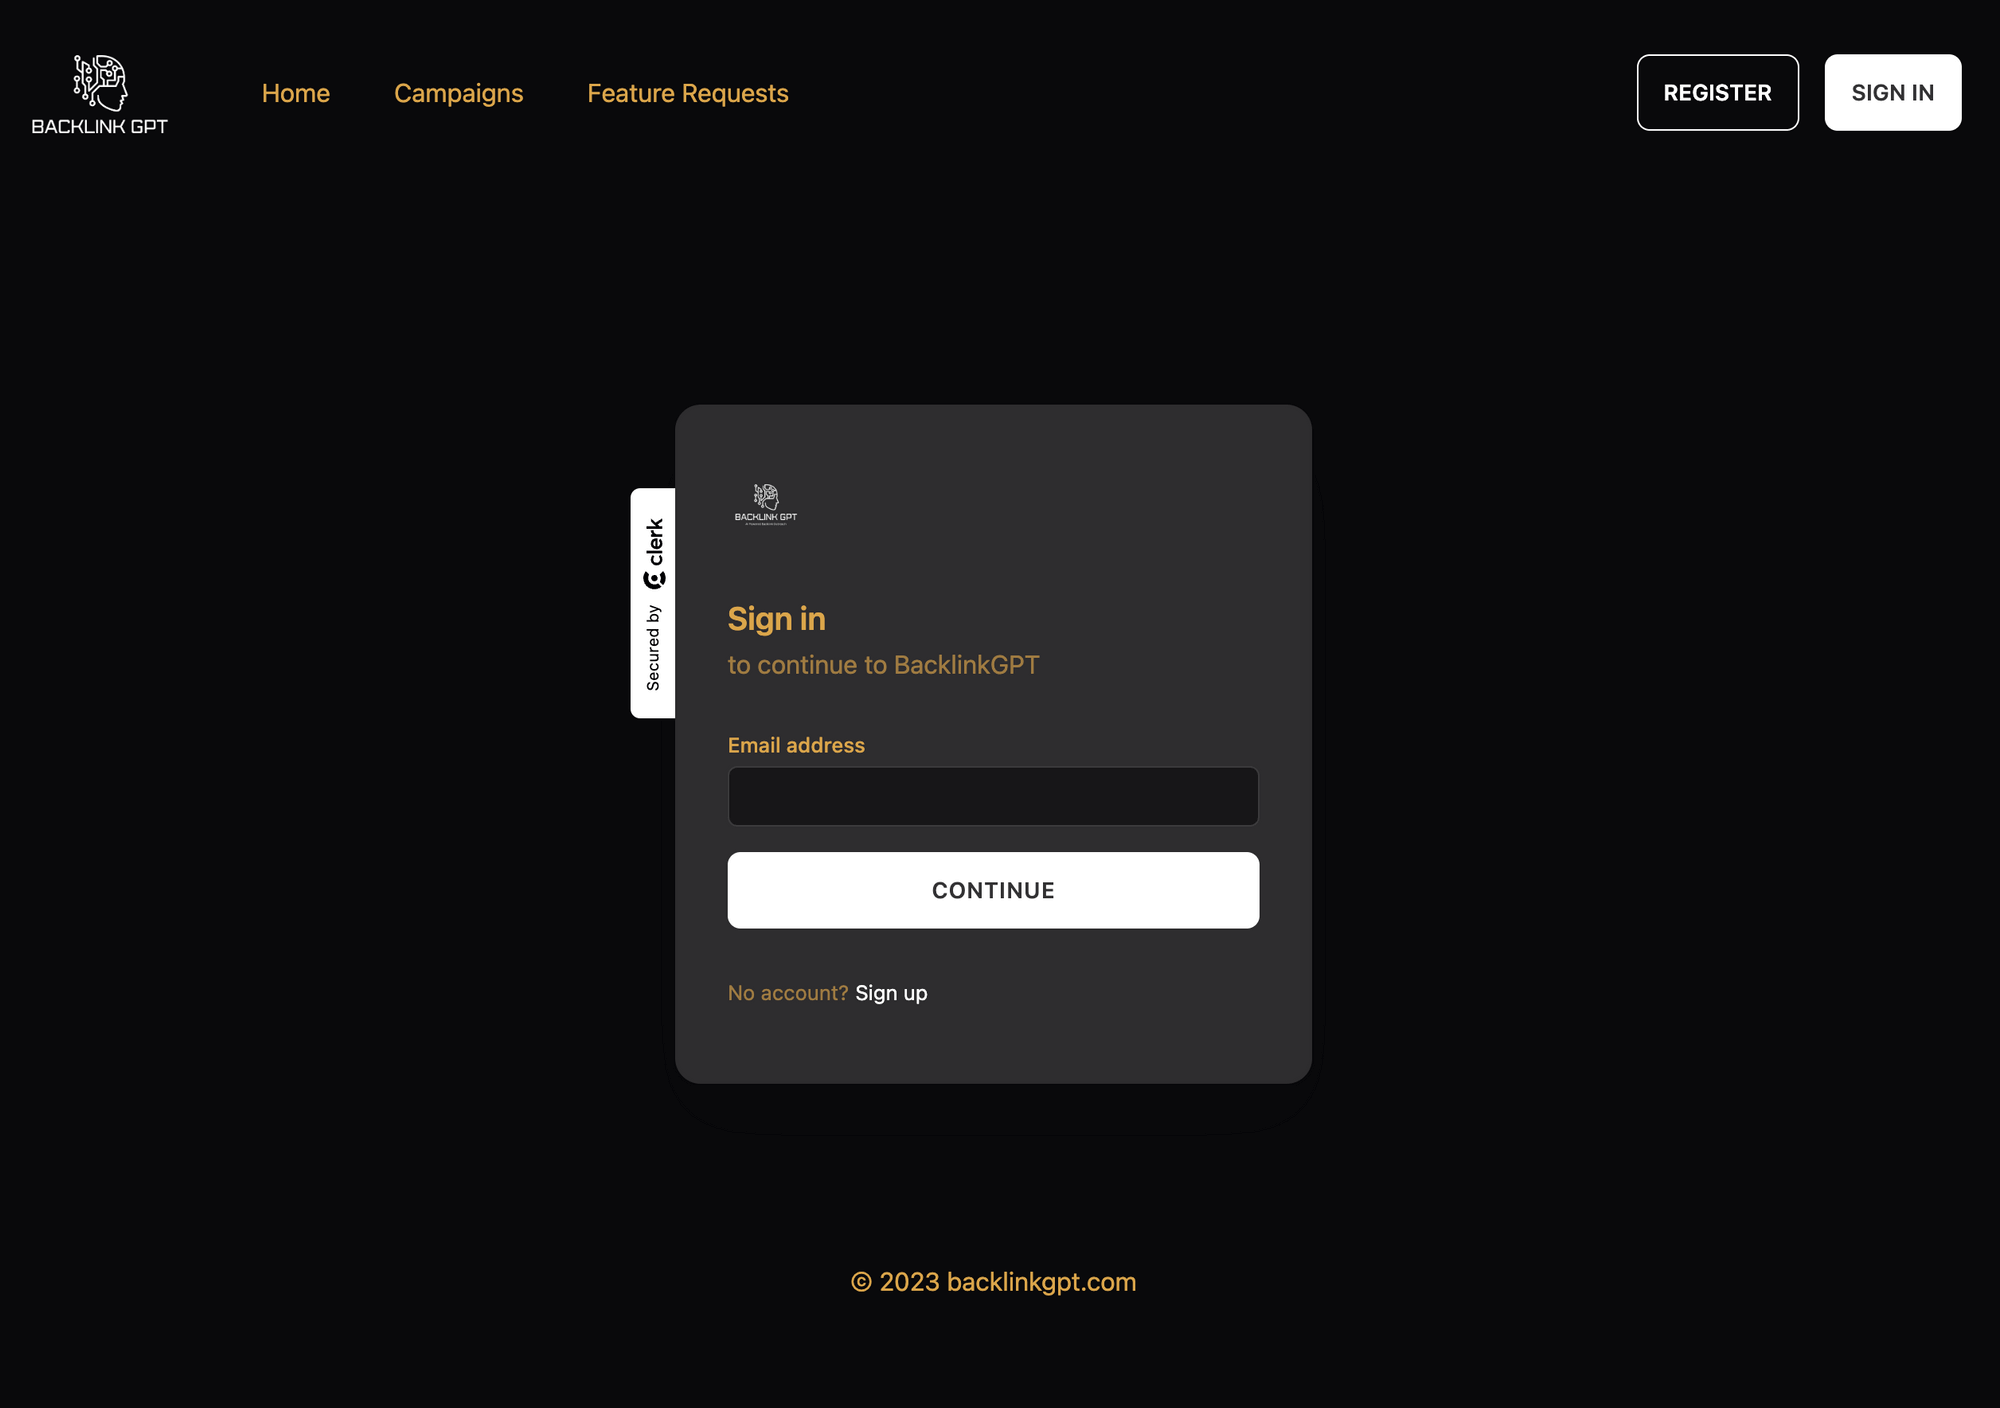 BACKLINK GPT
Home
Campaigns
Feature Requests
REGISTER
SIGN IN
Secured by clerk
BACKLINK GPT
Sign in
to continue to BacklinkGPT
Email address
CONTINUE
No account? Sign up
© 2023 backlinkgpt.com